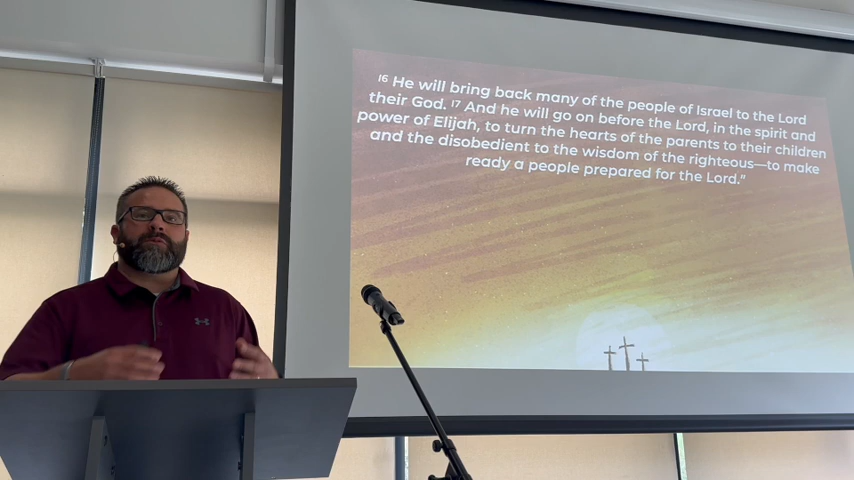 16 He will bring back many of the people of Israel to the Lord
their God. 17 And he will go on before the Lord, in the spirit and
power of Elijah, to turn the hearts of the parents to their children
and the disobedient to the wisdom of the righteous—to make
ready a people prepared for the Lord.”